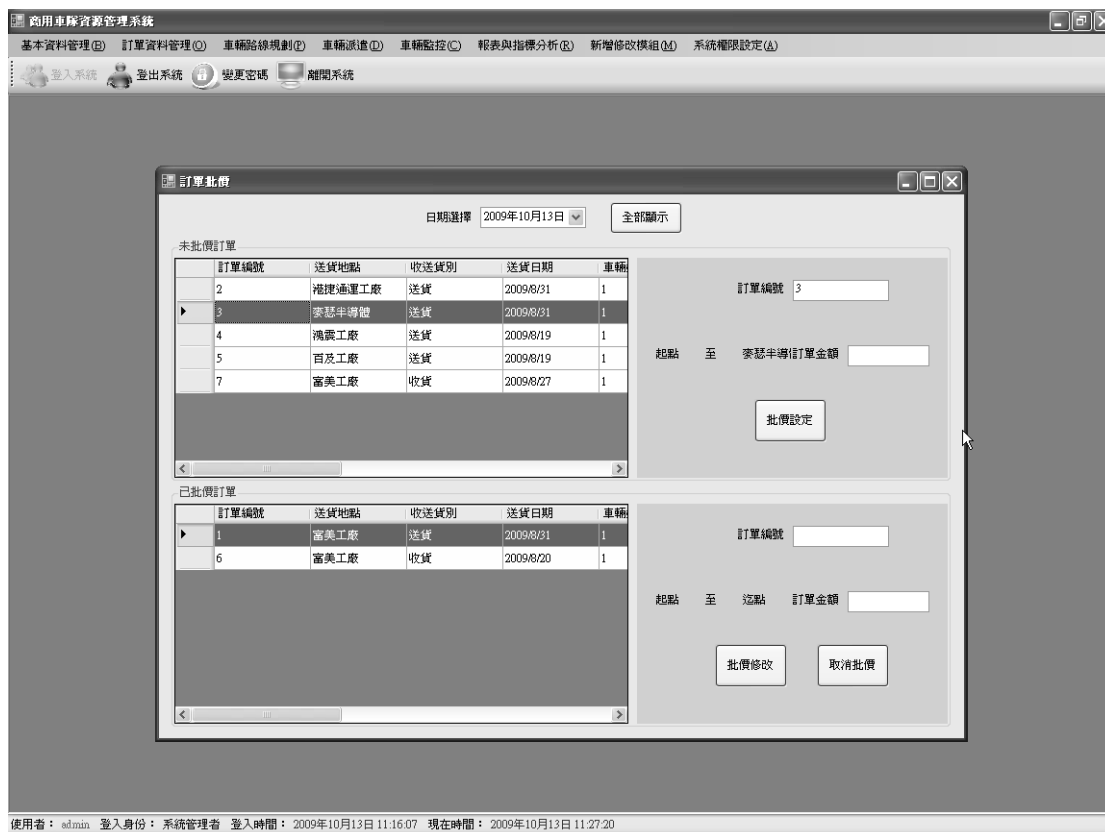 商用車隊資源管理系統
基本資料管理(B) 訂單資料管理(O) 車輛路線規劃(P) 車輛派遣(D) 車輛監控(C) 報表與指標分析(R) 新增修改模組(M) 系統權限設定(A)
登入系統 登出系統 變更密碼 離開系統
訂單批價
日期選擇 2009年10月13日 全部顯示
未批價訂單
訂單編號 送貨地點 收送貨別 送貨日期 車輛
2 港捷通運工廠 送貨 2009/8/31 1
3 麥瑟半導體 送貨 2009/8/31 1
4 鴻震工廠 送貨 2009/8/19 1
5 百及工廠 送貨 2009/8/19 1
7 富美工廠 收貨 2009/8/27 1
訂單編號 3
起點 至 麥瑟半導 訂單金額
批價設定
已批價訂單
訂單編號 送貨地點 收送貨別 送貨日期 車輛
1 富美工廠 送貨 2009/8/31 1
6 富美工廠 收貨 2009/8/20 1
訂單編號
起點 至 迄點 訂單金額
批價修改 取消批價
使用者： admin 登入身份： 系統管理者 登入時間： 2009年10月13日 11:16:07 現在時間： 2009年10月13日 11:27:20